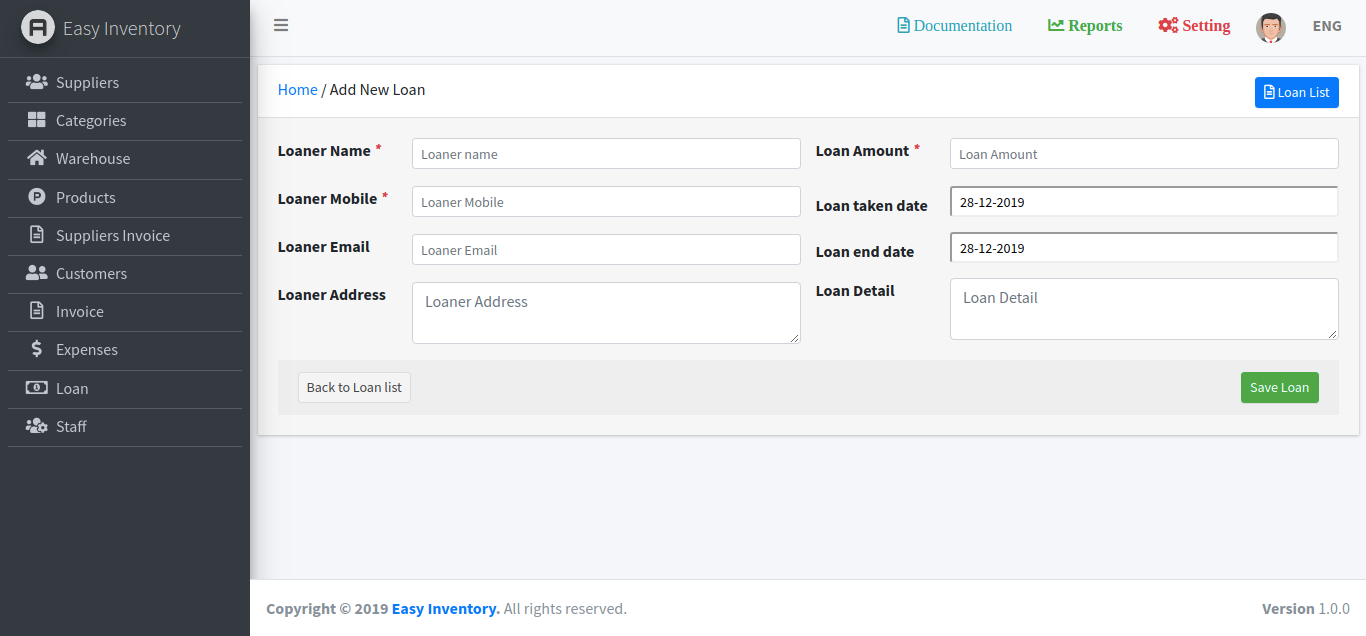 Easy Inventory
Documentation Reports Setting ENG
Suppliers
Categories
Warehouse
Products
Suppliers Invoice
Customers
Invoice
Expenses
Loan
Staff
Home / Add New Loan
Loan List
Loaner Name * Loaner name
Loan Amount * Loan Amount
Loaner Mobile * Loaner Mobile
Loan taken date 28-12-2019
Loaner Email Loaner Email
Loan end date 28-12-2019
Loaner Address Loaner Address
Loan Detail Loan Detail
Back to Loan list Save Loan
Copyright © 2019 Easy Inventory. All rights reserved. Version 1.0.0